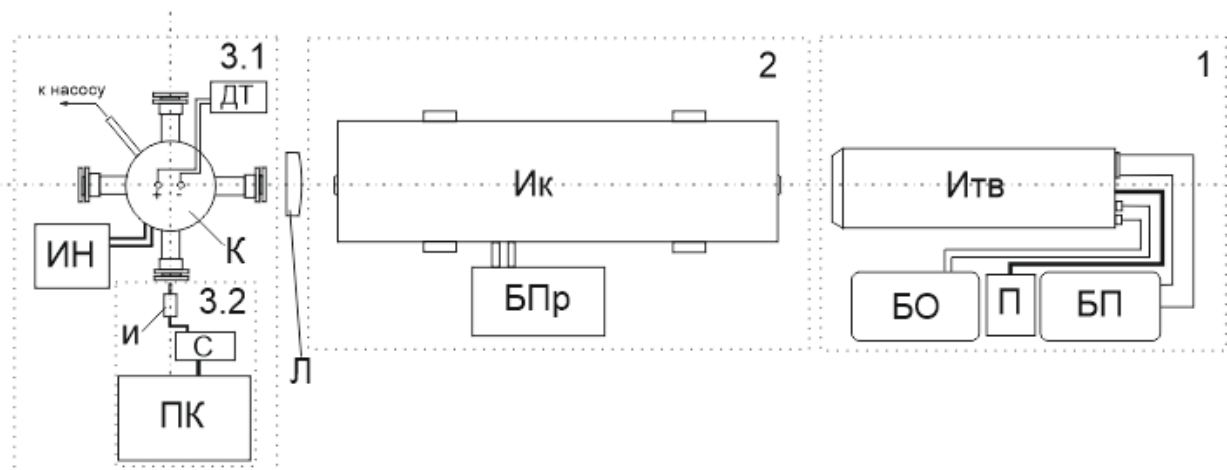 3.1
к насосу
ДТ
ИН
К
3.2
и
С
ПК
Л
2
Ик
БПр
1
Итв
БО
П
БП